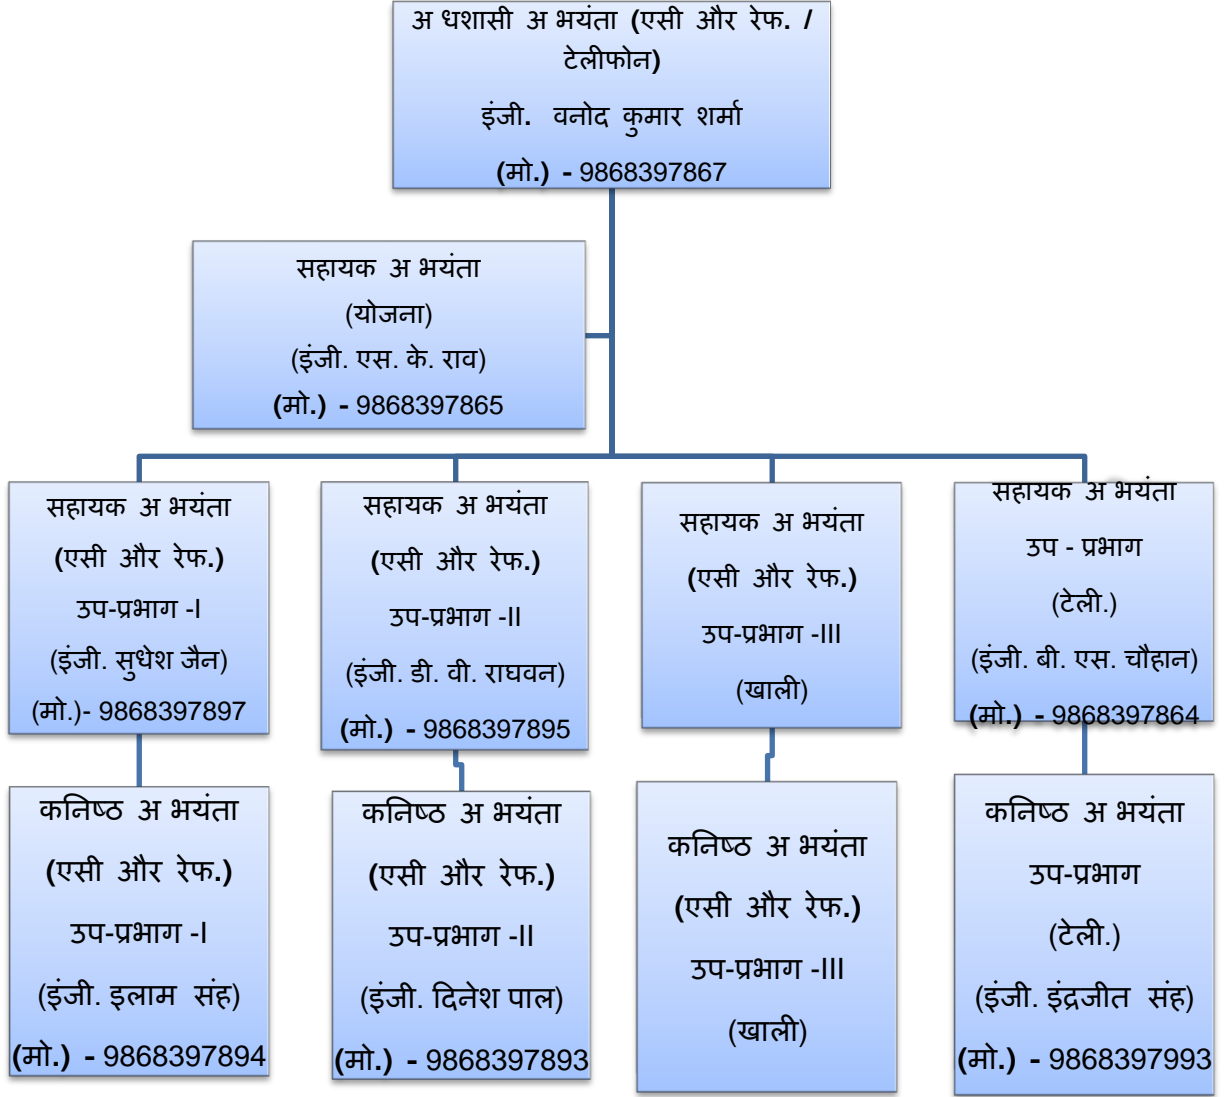 अ धशासी अ भयंता (एसी और रेफ. /
टेलीफोन)
इंजी. वनोद कुमार शर्मा
(मो.) - 9868397867
सहायक अ भयंता
(योजना)
(इंजी. एस. के. राव)
(मो.) - 9868397865
सहायक अ भयंता
(एसी और रेफ.)
उप-प्रभाग -I
(इंजी. सुधेश जैन)
(मो.)- 9868397897
सहायक अ भयंता
(एसी और रेफ.)
उप-प्रभाग -II
(इंजी. डी. वी. राघवन)
(मो.) - 9868397895
सहायक अ भयंता
(एसी और रेफ.)
उप-प्रभाग -III
(खाली)
सहायक अ भयंता
उप - प्रभाग
(टेली.)
(इंजी. बी. एस. चौहान)
(मो.) - 9868397864
कनिष्ठ अ भयंता
(एसी और रेफ.)
उप-प्रभाग -I
(इंजी. इलाम संह)
(मो.) - 9868397894
कनिष्ठ अ भयंता
(एसी और रेफ.)
उप-प्रभाग -II
(इंजी. दिनेश पाल)
(मो.) - 9868397893
कनिष्ठ अ भयंता
(एसी और रेफ.)
उप-प्रभाग -III
(खाली)
कनिष्ठ अ भयंता
उप-प्रभाग
(टेली.)
(इंजी. इंद्रजीत संह)
(मो.) - 9868397993